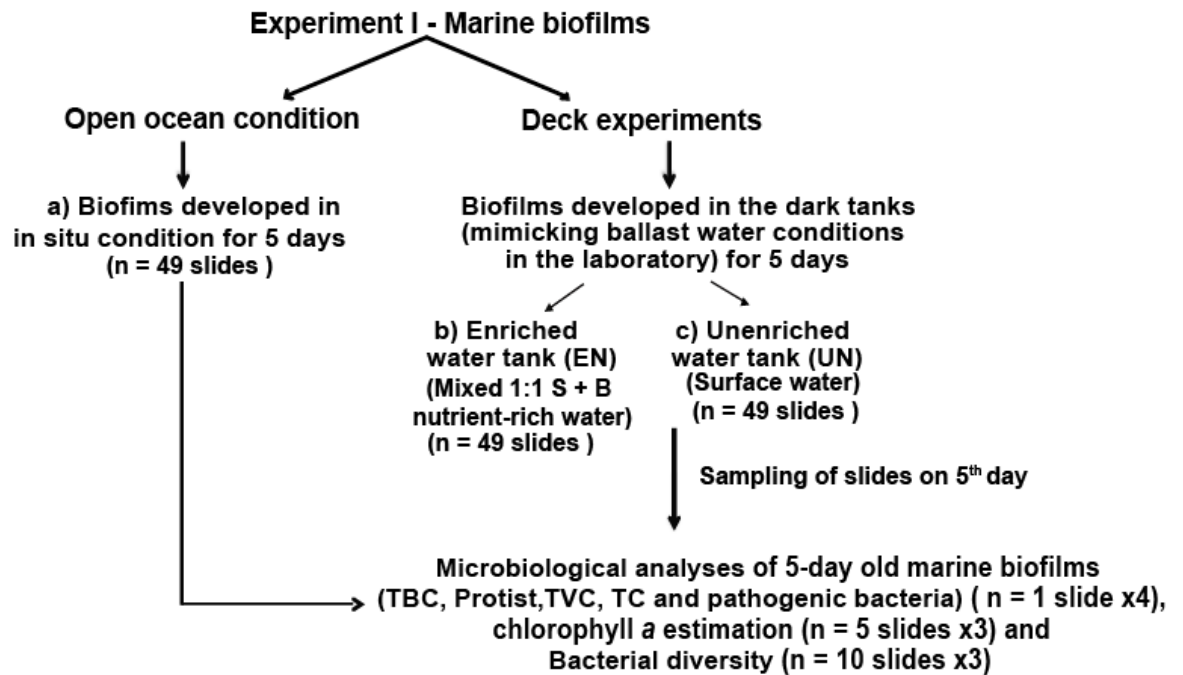 Experiment I - Marine biofilms
Open ocean condition
Deck experiments
a) Biofims developed in
in situ condition for 5 days
(n = 49 slides )
Biofilms developed in the dark tanks
(mimicking ballast water conditions
in the laboratory) for 5 days
b) Enriched
water tank (EN)
(Mixed 1:1 S + B
nutrient-rich water)
(n = 49 slides )
c) Unenriched
water tank (UN)
(Surface water)
(n = 49 slides )
Sampling of slides on 5th day
Microbiological analyses of 5-day old marine biofilms
(TBC, Protist,TVC, TC and pathogenic bacteria) ( n = 1 slide x4),
chlorophyll a estimation (n = 5 slides x3) and
Bacterial diversity (n = 10 slides x3)